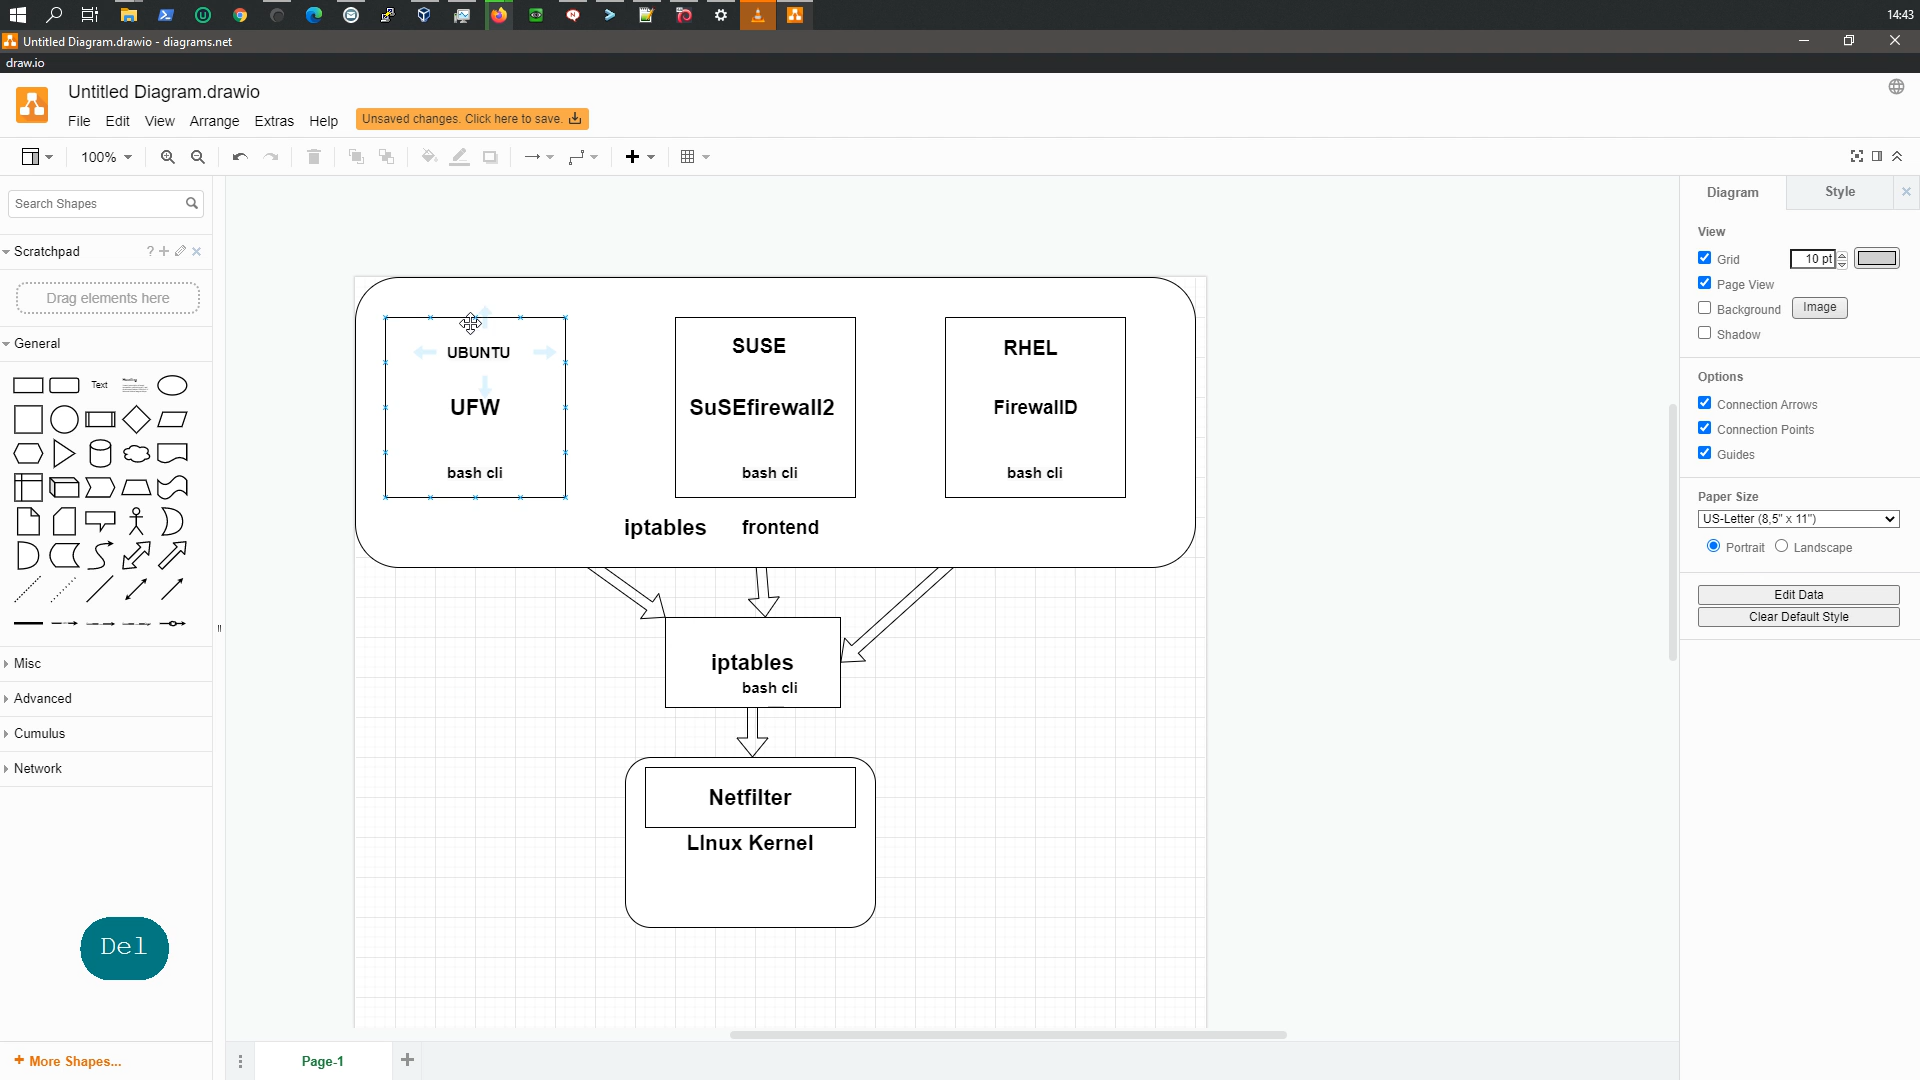 14:43
Untitled Diagram.drawio - diagrams.net
draw.io
Untitled Diagram.drawio
File Edit View Arrange Extras Help Unsaved changes. Click here to save.
100%
Search Shapes
Scratchpad ?
Drag elements here
General
Text
Heading
Misc
Advanced
Cumulus
Network
Del
+ More Shapes...
UBUNTU
UFW
bash cli
SUSE
SuSEfirewall2
bash cli
RHEL
FirewallD
bash cli
iptables frontend
iptables
bash cli
Netfilter
LInux Kernel
Page-1
Diagram Style
View
Grid 10 pt
Page View
Background Image
Shadow
Options
Connection Arrows
Connection Points
Guides
Paper Size
US-Letter (8,5" x 11")
Portrait Landscape
Edit Data
Clear Default Style